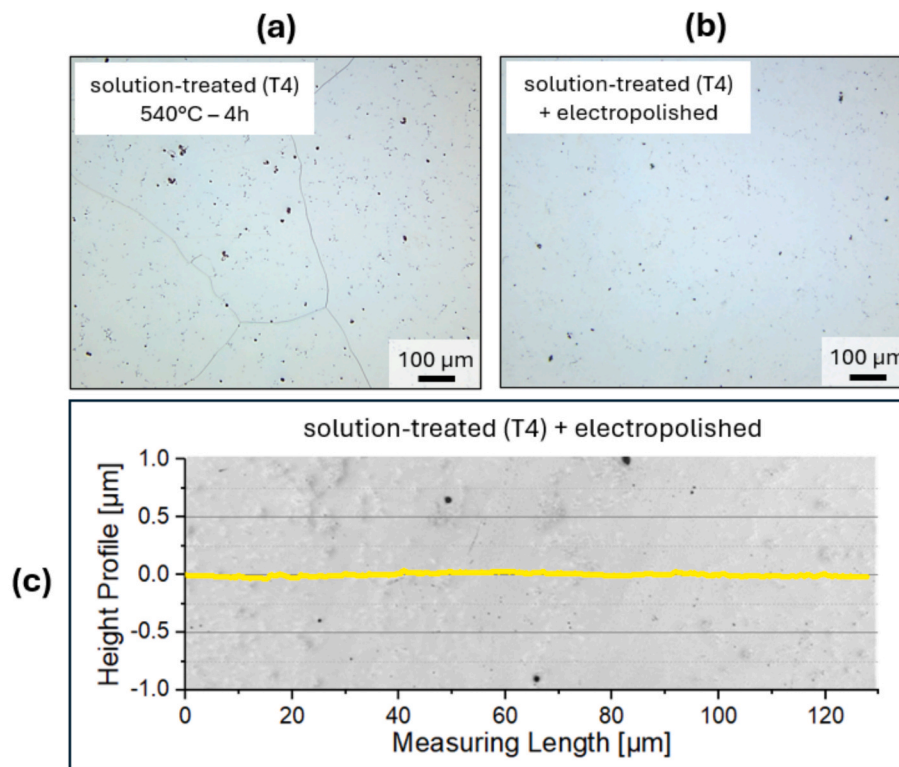 (a)
(b)
solution-treated (T4)
540°C – 4h
solution-treated (T4)
+ electropolished
100 µm
100 µm
solution-treated (T4) + electropolished
(c)
Height Profile [µm]
1.0
0.5
0.0
-0.5
-1.0
0 20 40 60 80 100 120
Measuring Length [µm]